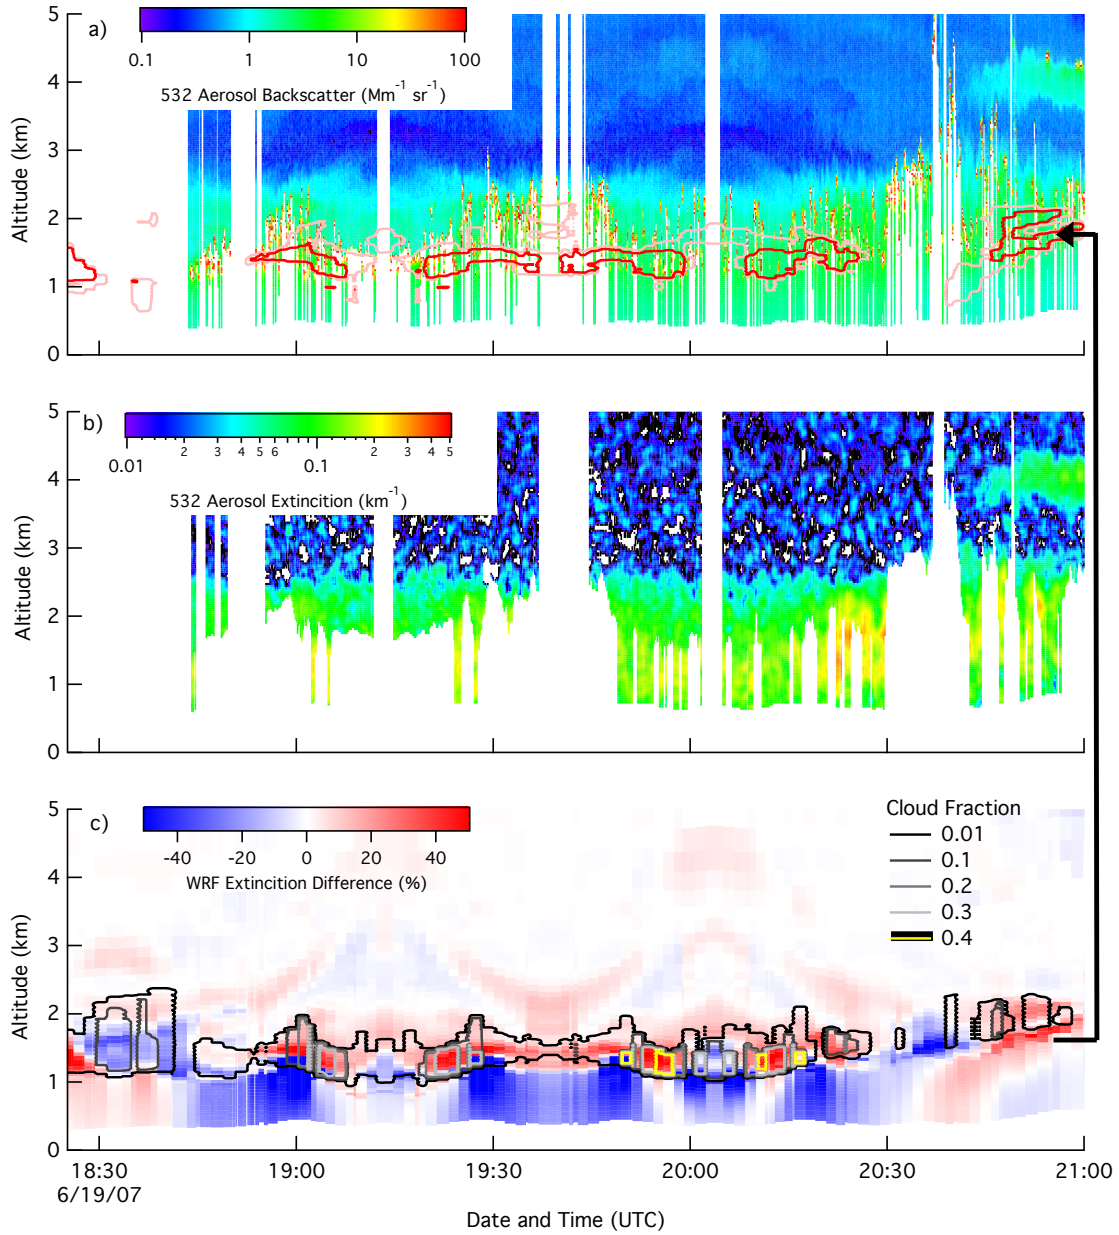 a)
0.1 1 10 100
532 Aerosol Backscatter (Mm⁻¹ sr⁻¹)
Altitude (km)
5
4
3
2
1
0
b)
2 3 4 5 6 2 3 4 5
0.01 0.1
532 Aerosol Extincition (km⁻¹)
Altitude (km)
5
4
3
2
1
0
c)
-40 -20 0 20 40
WRF Extincition Difference (%)
Cloud Fraction
0.01
0.1
0.2
0.3
0.4
Altitude (km)
5
4
3
2
1
0
18:30 19:00 19:30 20:00 20:30 21:00
6/19/07
Date and Time (UTC)